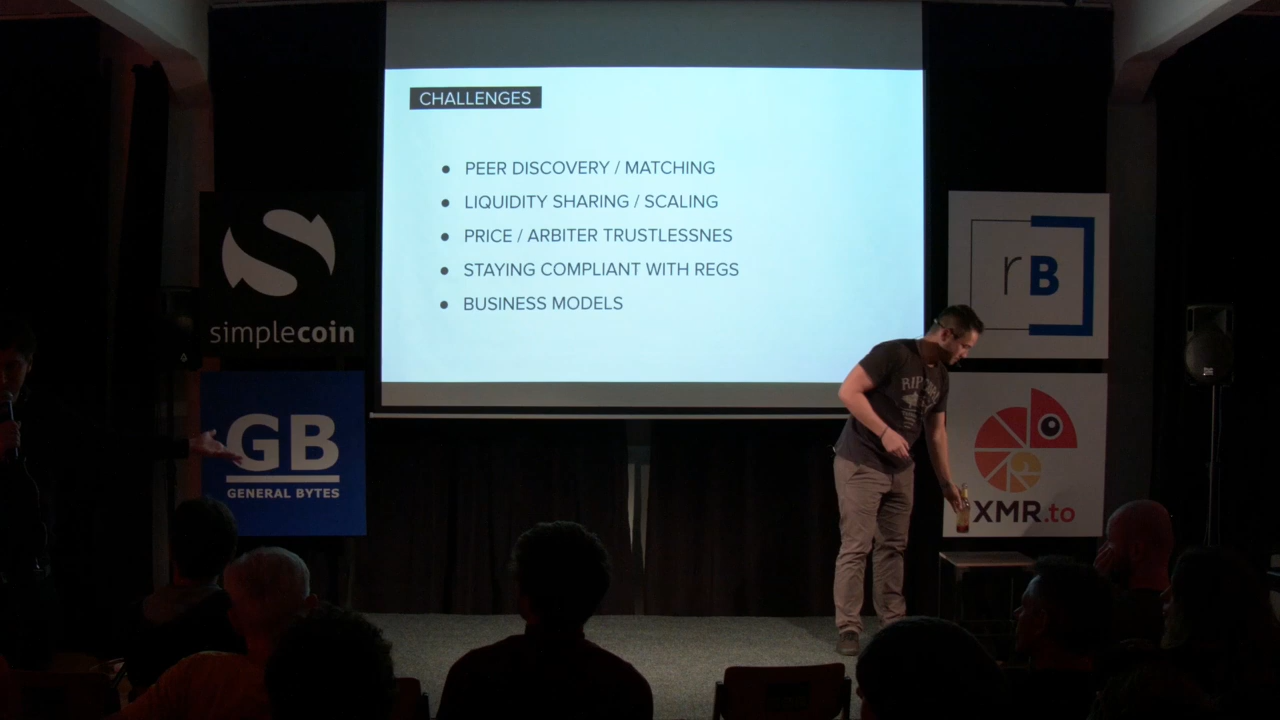 CHALLENGES
● PEER DISCOVERY / MATCHING
● LIQUIDITY SHARING / SCALING
● PRICE / ARBITER TRUSTLESSNES
● STAYING COMPLIANT WITH REGS
● BUSINESS MODELS
simplecoin
GB
GENERAL BYTES
rB
XMR.to